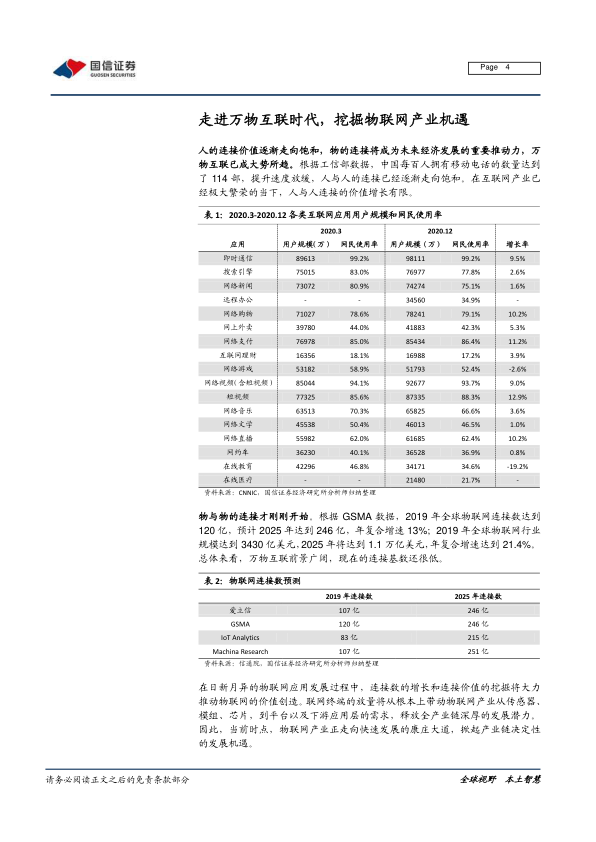 国信证券
GUOSEN SECURITIES
Page 4
走进万物互联时代，挖掘物联网产业机遇
人的连接价值逐渐走向饱和，物的连接将成为未来经济发展的重要推动力，万
物互联已成大势所趋。根据工信部数据，中国每百人拥有移动电话的数量达到
了 114 部，提升速度放缓，人与人的连接已经逐渐走向饱和。在互联网产业已
经极大繁荣的当下，人与人连接的价值增长有限。
表 1：2020.3-2020.12 各类互联网应用用户规模和网民使用率
2020.3 2020.12
应用 用户规模(万) 网民使用率 用户规模（万） 网民使用率 增长率
即时通信 89613 99.2% 98111 99.2% 9.5%
搜索引擎 75015 83.0% 76977 77.8% 2.6%
网络新闻 73072 80.9% 74274 75.1% 1.6%
远程办公 - - 34560 34.9% -
网络购物 71027 78.6% 78241 79.1% 10.2%
网上外卖 39780 44.0% 41883 42.3% 5.3%
网络支付 76978 85.0% 85434 86.4% 11.2%
互联网理财 16356 18.1% 16988 17.2% 3.9%
网络游戏 53182 58.9% 51793 52.4% -2.6%
网络视频(含短视频) 85044 94.1% 92677 93.7% 9.0%
短视频 77325 85.6% 87335 88.3% 12.9%
网络音乐 63513 70.3% 65825 66.6% 3.6%
网络文学 45538 50.4% 46013 46.5% 1.0%
网络直播 55982 62.0% 61685 62.4% 10.2%
网约车 36230 40.1% 36528 36.9% 0.8%
在线教育 42296 46.8% 34171 34.6% -19.2%
在线医疗 - - 21480 21.7% -
资料来源：CNNIC、国信证券经济研究所分析师归纳整理
物与物的连接才刚刚开始。根据 GSMA 数据，2019 年全球物联网连接数达到
120 亿，预计 2025 年达到 246 亿，年复合增速 13%；2019 年全球物联网行业
规模达到 3430 亿美元，2025 年将达到 1.1 万亿美元，年复合增速达到 21.4%。
总体来看，万物互联前景广阔，现在的连接基数还很低。
表 2：物联网连接数预测
2019 年连接数 2025 年连接数
爱立信 107 亿 246 亿
GSMA 120 亿 246 亿
IoT Analytics 83 亿 215 亿
Machina Research 107 亿 251 亿
资料来源：信通院、国信证券经济研究所分析师归纳整理
在日新月异的物联网应用发展过程中，连接数的增长和连接价值的挖掘将大力
推动物联网的价值创造。联网终端的放量将从根本上带动物联网产业从传感器、
模组、芯片，到平台以及下游应用层的需求，释放全产业链深厚的发展潜力。
因此，当前时点，物联网产业正走向快速发展的康庄大道，掀起产业链决定性
的发展机遇。
请务必阅读正文之后的免责条款部分
全球视野 本土智慧